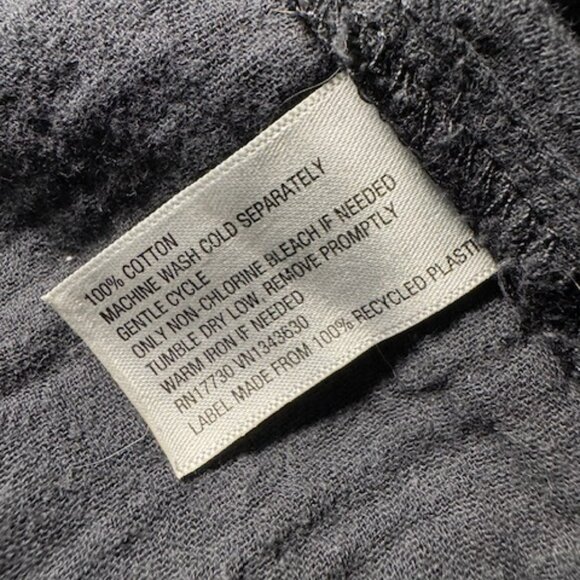 100% COTTON
MACHINE WASH COLD SEPARATELY
GENTLE CYCLE
ONLY NON-CHLORINE BLEACH IF NEEDED
TUMBLE DRY LOW, REMOVE PROMPTLY
WARM IRON IF NEEDED
RN17730 VN1343630
LABEL MADE FROM 100% RECYCLED PLASTI